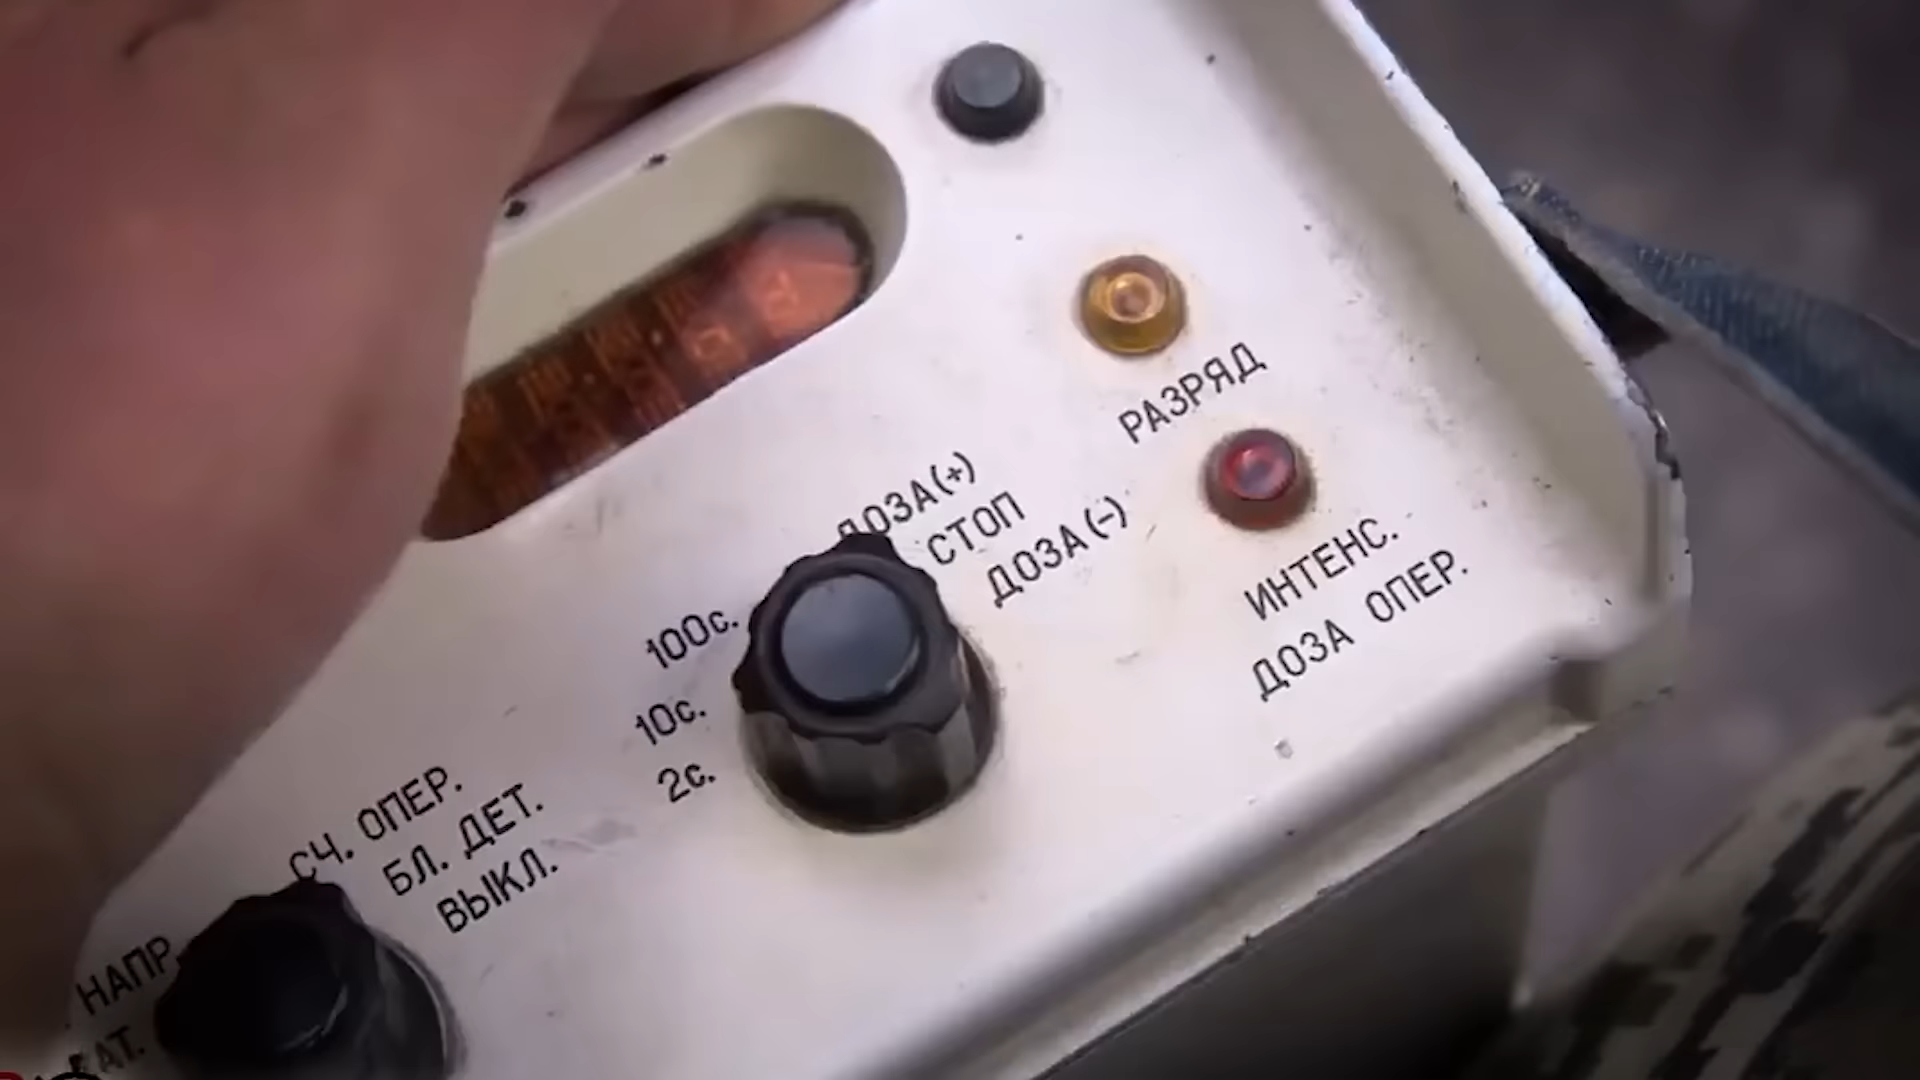 РАЗРЯД
ДОЗА(+)
СТОП
ДОЗА(-)
ИНТЕНС.
ДОЗА ОПЕР.
100с.
10с.
2с.
СЧ. ОПЕР.
БЛ. ДЕТ.
ВЫКЛ.
НАПР.